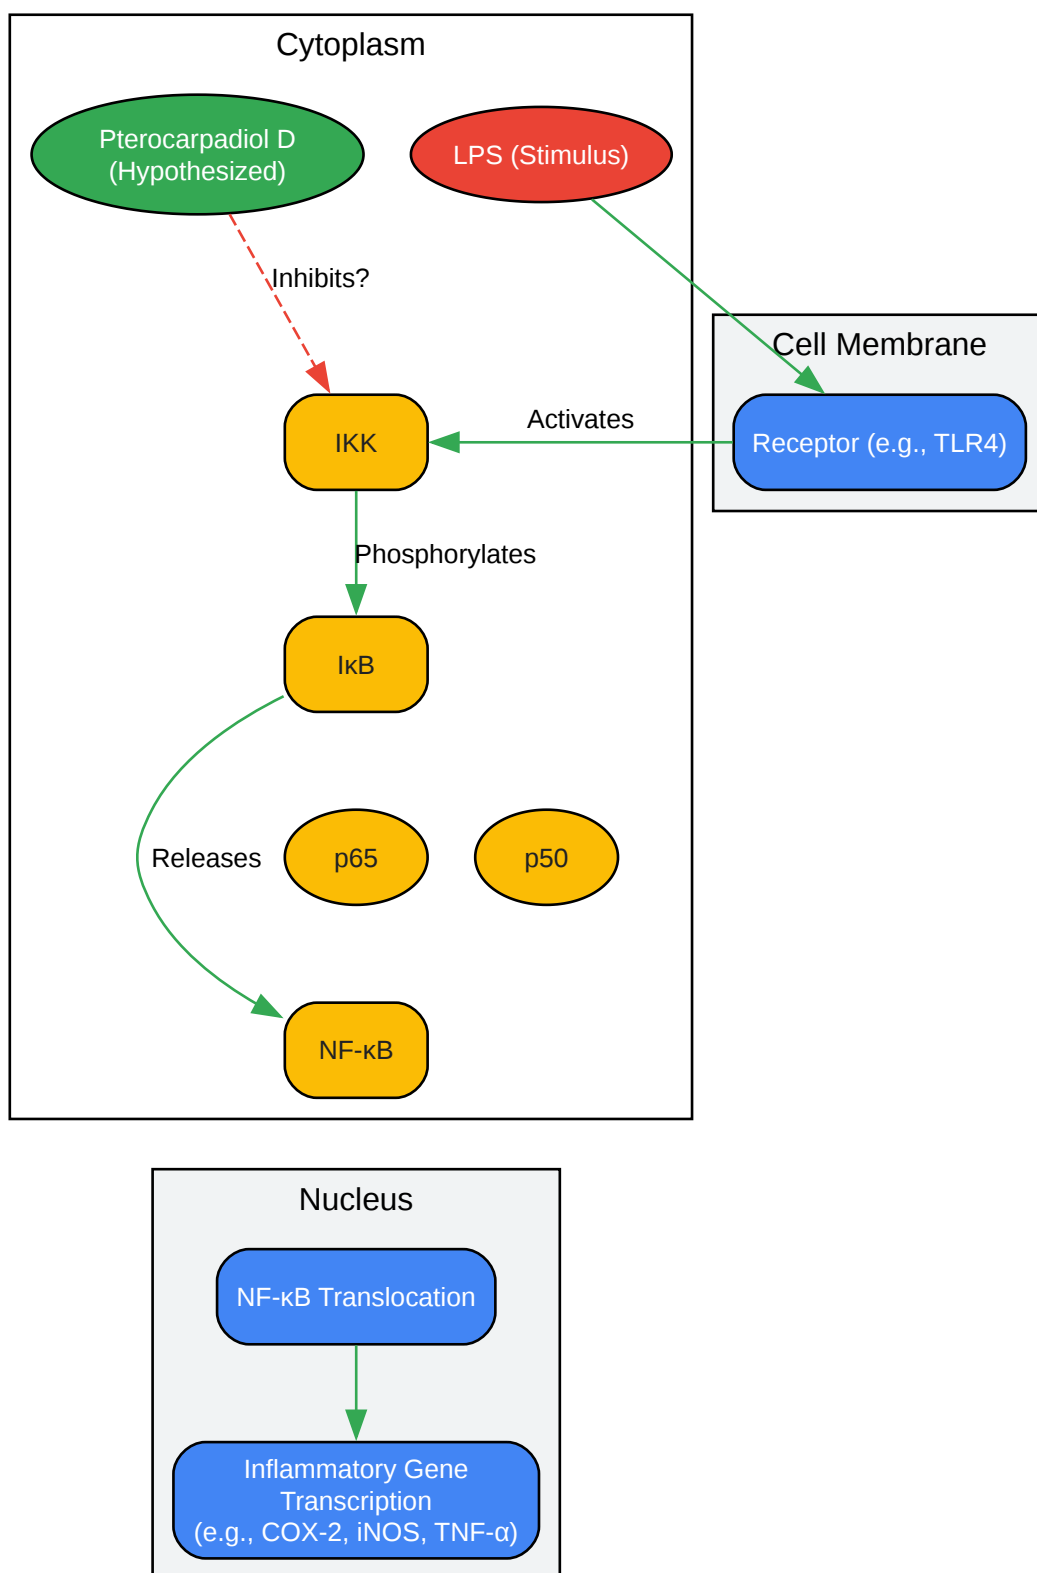 Cytoplasm
Pterocarpadiol D
(Hypothesized)
LPS (Stimulus)
Inhibits?
Cell Membrane
Activates
IKK
Receptor (e.g., TLR4)
Phosphorylates
IκB
Releases
p65
p50
NF-κB
Nucleus
NF-κB Translocation
Inflammatory Gene
Transcription
(e.g., COX-2, iNOS, TNF-α)